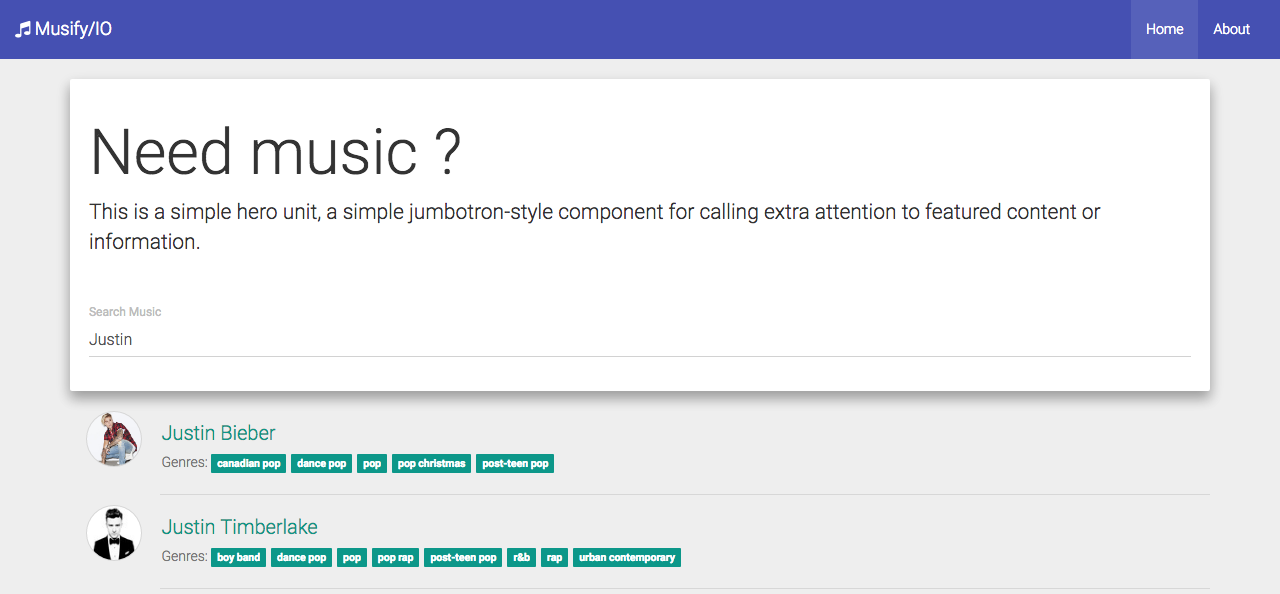 Musify/IO
Home
About
Need music ?
This is a simple hero unit, a simple jumbotron-style component for calling extra attention to featured content or
information.
Search Music
Justin
Justin Bieber
Genres: canadian pop dance pop pop pop christmas post-teen pop
Justin Timberlake
Genres: boy band dance pop pop pop rap post-teen pop r&b rap urban contemporary